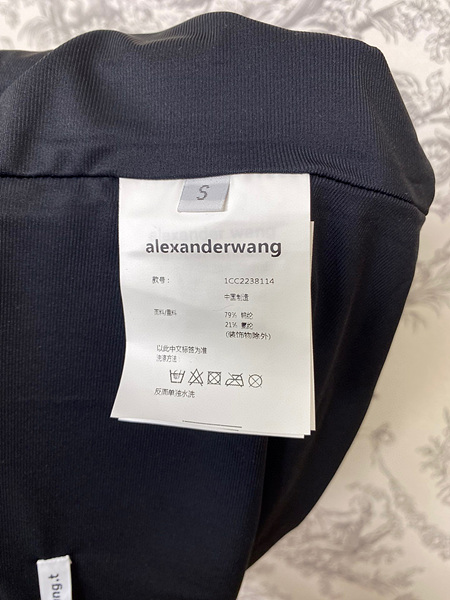 S
alexanderwang
款号： 1CC2238114
中国制造
面料/面料 79% 锦纶
21% 氨纶
(装饰物除外)
以此中文标签为准
洗涤方法：
反面单独水洗